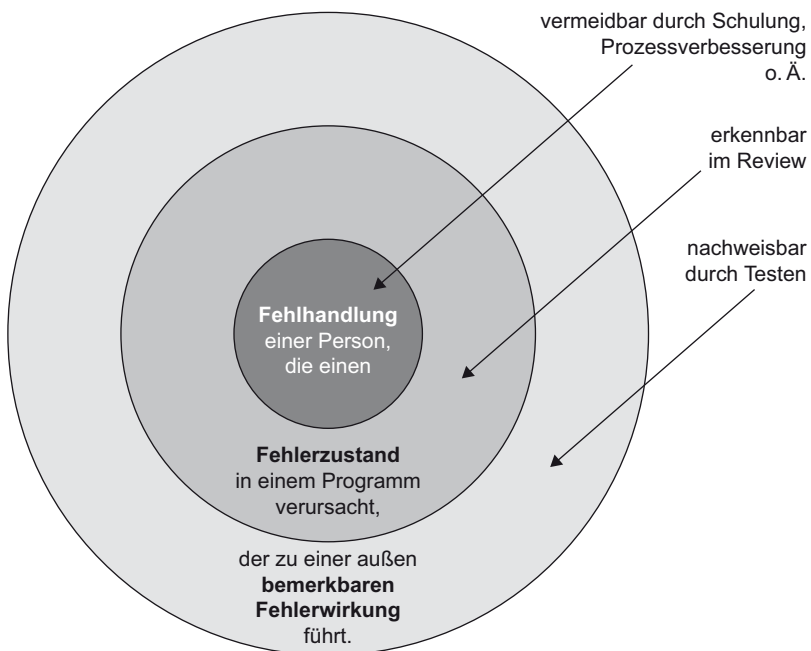 vermeidbar durch Schulung,
Prozessverbesserung
o. Ä.
erkennbar
im Review
nachweisbar
durch Testen
Fehlhandlung
einer Person,
die einen
Fehlerzustand
in einem Programm
verursacht,
der zu einer außen
bemerkbaren
Fehlerwirkung
führt.